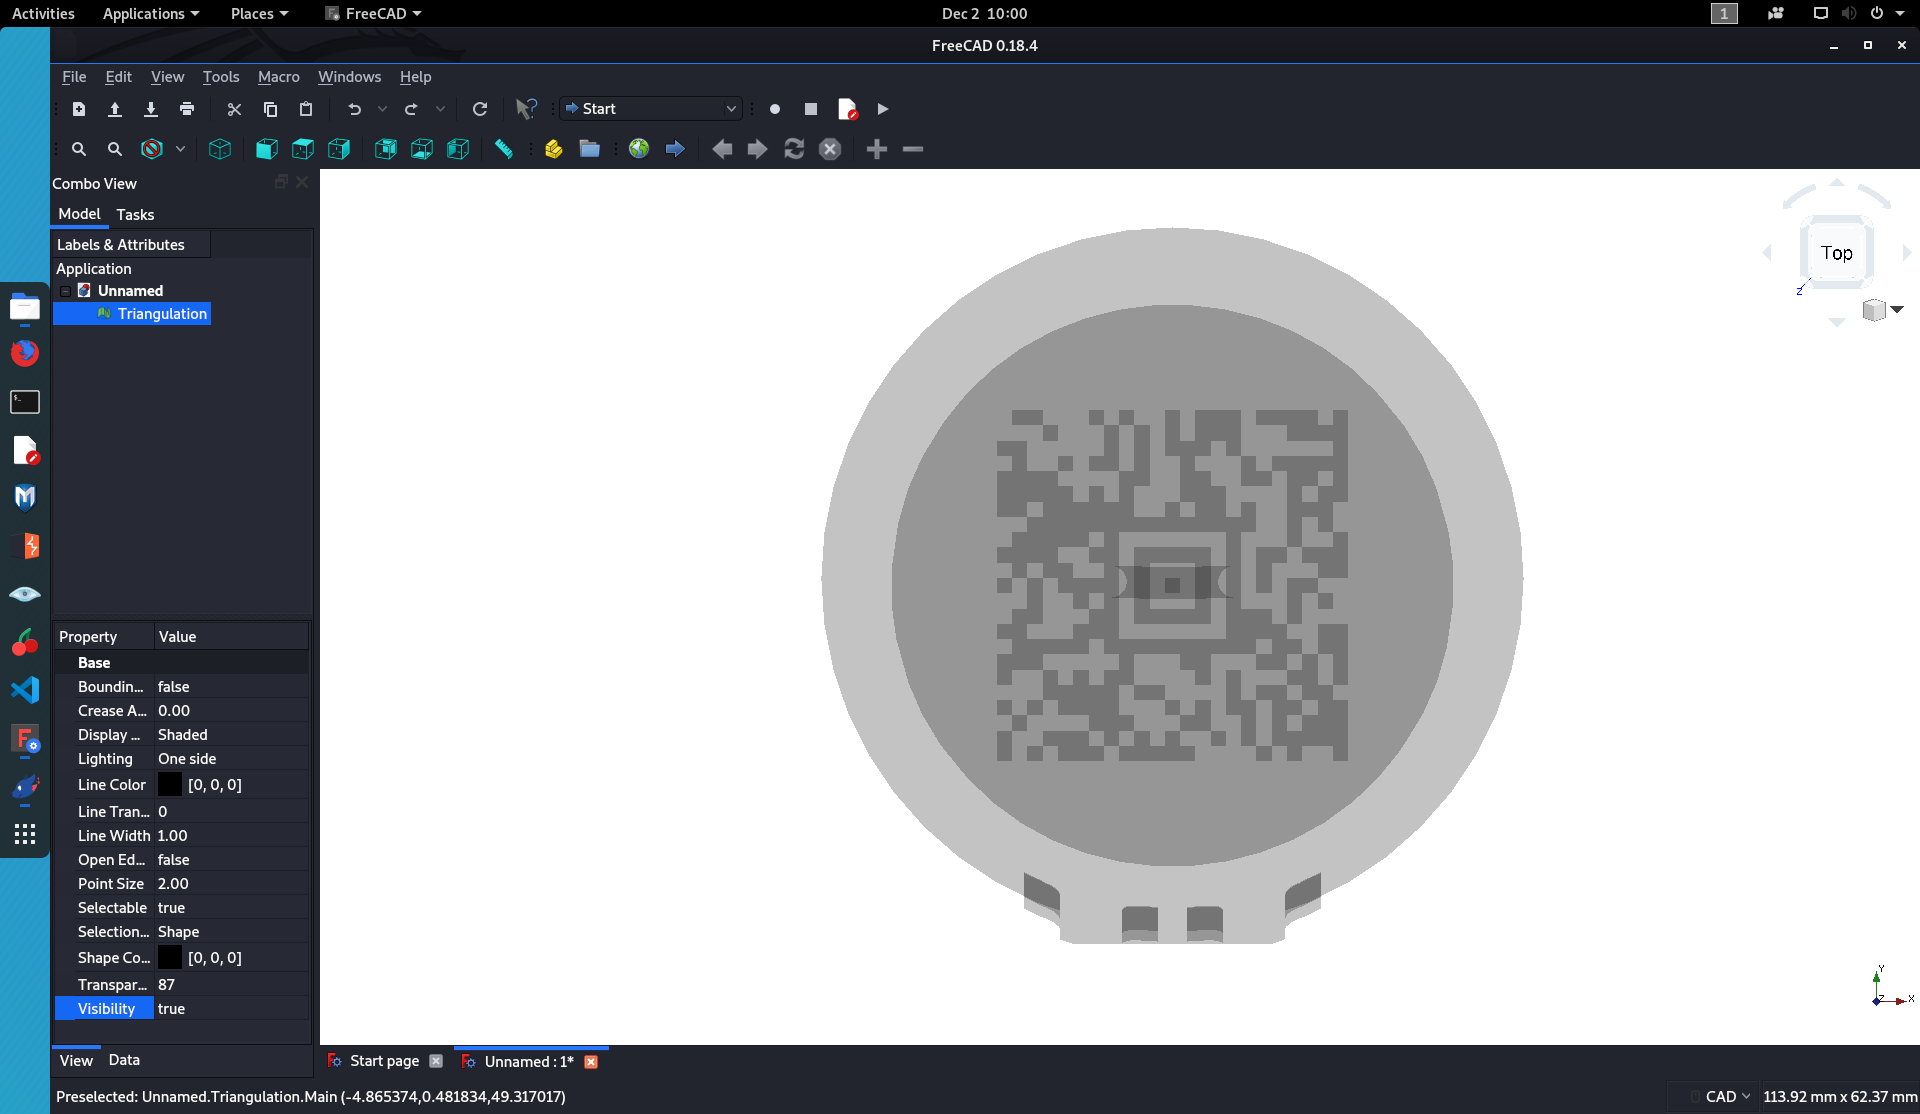 Activities Applications Places FreeCAD Dec 2 10:00 1
FreeCAD 0.18.4
File Edit View Tools Macro Windows Help
Start
Combo View
Model Tasks
Labels & Attributes
Application
Unnamed
Triangulation
Top
Z
Property Value
Base
Boundin... false
Crease A... 0.00
Display ... Shaded
Lighting One side
Line Color [0, 0, 0]
Line Tran... 0
Line Width 1.00
Open Ed... false
Point Size 2.00
Selectable true
Selection... Shape
Shape Co... [0, 0, 0]
Transpar... 87
Visibility true
Y
Z X
View Data
Start page Unnamed : 1*
Preselected: Unnamed.Triangulation.Main (-4.865374,0.481834,49.317017) CAD 113.92 mm x 62.37 mm